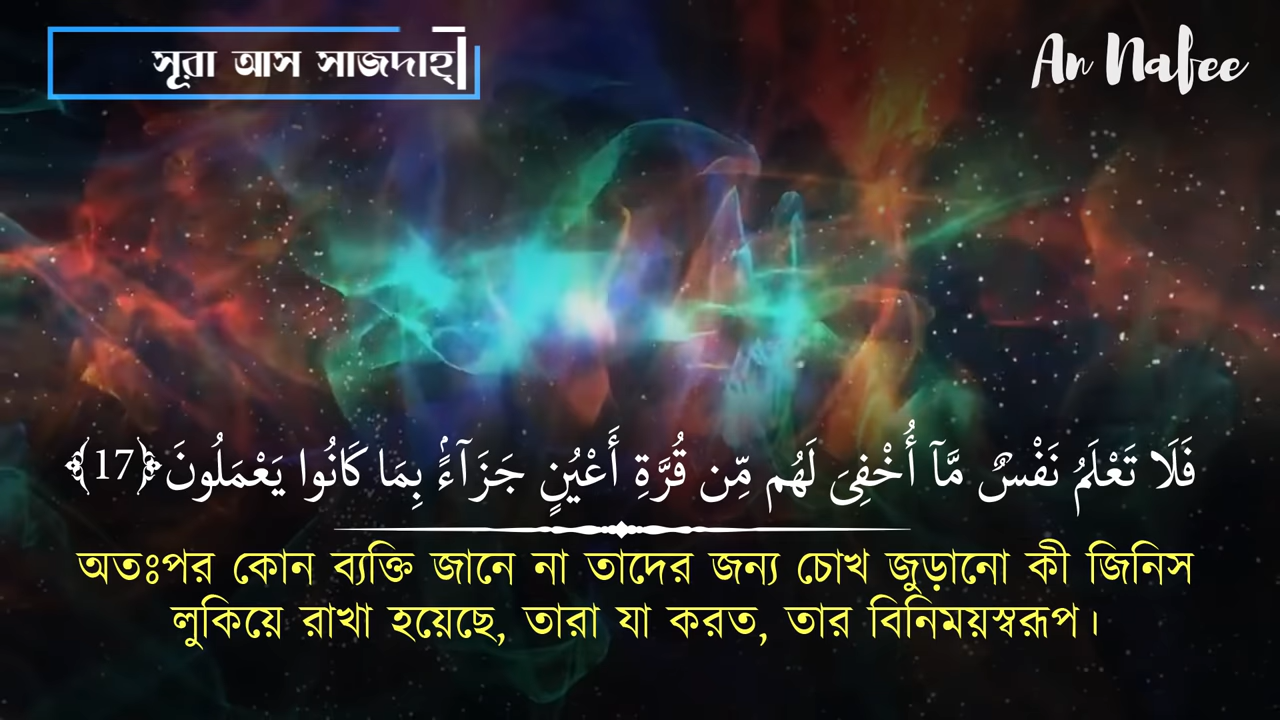 সূরা আস সাজদাহ্
An Nafee
فَلَا تَعْلَمُ نَفْسٌ مَّآ أُخْفِىَ لَهُم مِّن قُرَّةِ أَعْيُنٍ جَزَآءًۢ بِمَا كَانُوا يَعْمَلُونَ ﴿17﴾
অতঃপর কোন ব্যক্তি জানে না তাদের জন্য চোখ জুড়ানো কী জিনিস
লুকিয়ে রাখা হয়েছে, তারা যা করত, তার বিনিময়স্বরূপ।